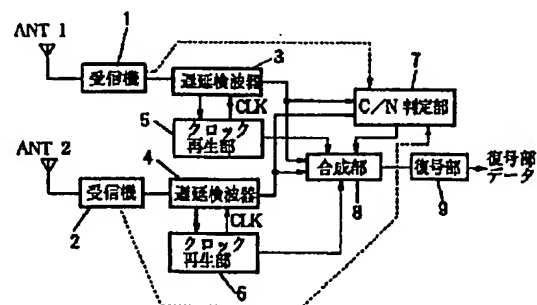 ANT 1
1
受信機
遅延検波器
3
7
C/N 判定部
CLK
5
クロック
再生部
ANT 2
2
受信機
4
遅延検波器
CLK
クロック
再生部
6
合成部
8
復号部
9
復号部
データ